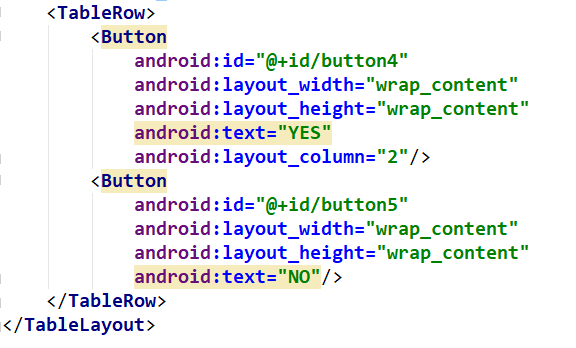 <TableRow>
<Button
android:id="@+id/button4"
android:layout_width="wrap_content"
android:layout_height="wrap_content"
android:text="YES"
android:layout_column="2"/>
<Button
android:id="@+id/button5"
android:layout_width="wrap_content"
android:layout_height="wrap_content"
android:text="NO"/>
</TableRow>
</TableLayout>